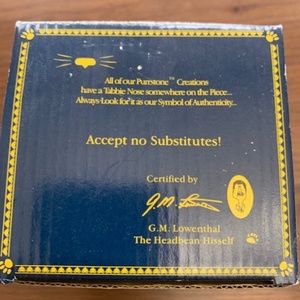 All of our Purrstone™ Creations
have a Tabbie Nose somewhere on the Piece...
Always Look for it as our Symbol of Authenticity...
Accept no Substitutes!
Certified by
G.M. Lowenthal
G.M. Lowenthal
The Headbean Hisself